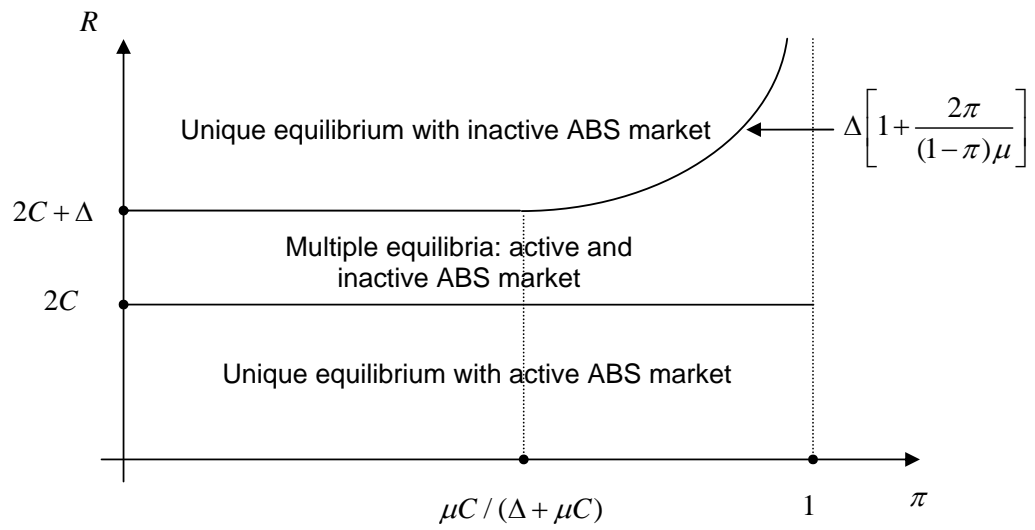 R
Unique equilibrium with inactive ABS market
Δ[1 + 2π / ((1−π)μ)]
2C + Δ
Multiple equilibria: active and
inactive ABS market
2C
Unique equilibrium with active ABS market
μC / (Δ + μC)
1
π